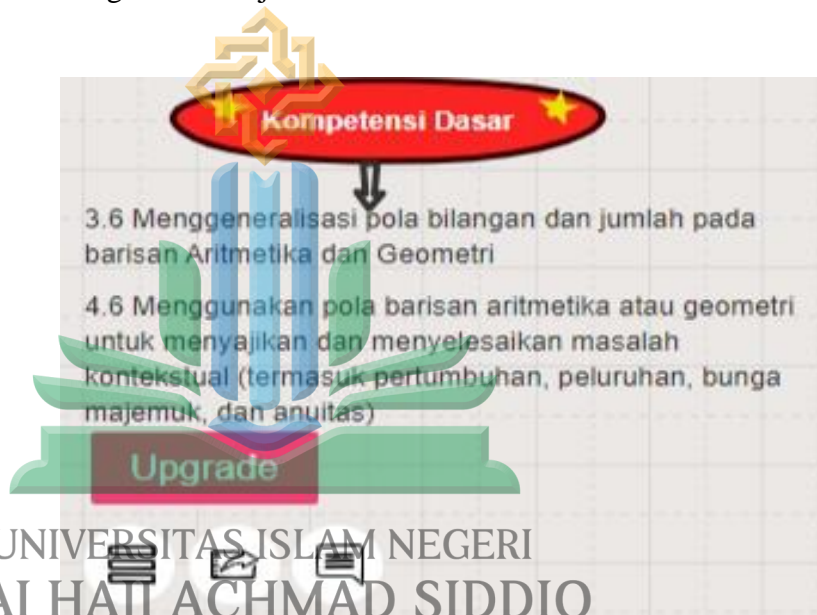 Kompetensi Dasar
3.6 Menggeneralisasi pola bilangan dan jumlah pada
barisan Aritmetika dan Geometri
4.6 Menggunakan pola barisan aritmetika atau geometri
untuk menyajikan dan menyelesaikan masalah
kontekstual (termasuk pertumbuhan, peluruhan, bunga
majemuk, dan anuitas)
Upgrade
UNIVERSITAS ISLAM NEGERI
HAJI ACHMAD SIDDIQ